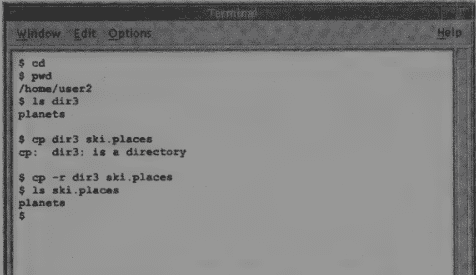 Terminal
Window Edit Options Help
$ cd
$ pwd
/home/user2
$ ls dir3
planets
$ cp dir3 ski.places
cp: dir3: is a directory
$ cp -r dir3 ski.places
$ ls ski.places
planets
$